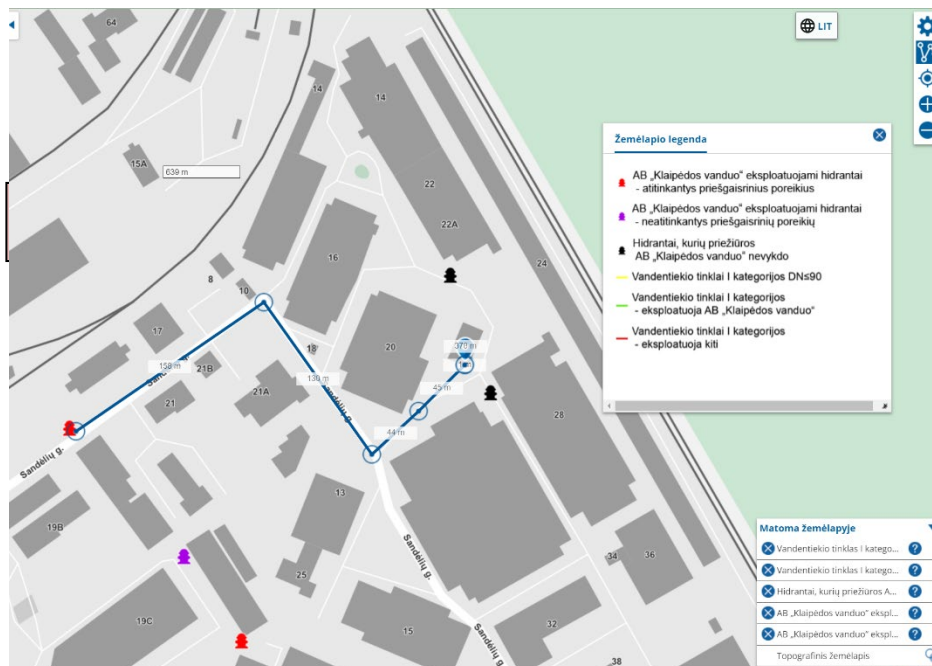 64
LIT
14
14
15A
639 m
22
22A
24
16
8
10
17
18
20
378 m
1 m
21B
158 m
Sandėlių g.
130 m
45 m
21
21A
44 m
28
Sandėlių g.
13
19B
25
Sandėlių g.
34
36
19C
15
32
38
Žemėlapio legenda
AB „Klaipėdos vanduo“ eksploatuojami hidrantai
- atitinkantys priešgaisrinius poreikius
AB „Klaipėdos vanduo“ eksploatuojami hidrantai
- neatitinkantys priešgaisrinių poreikių
Hidrantai, kurių priežiūros
AB „Klaipėdos vanduo“ nevykdo
Vandentiekio tinklai I kategorijos DN≤90
Vandentiekio tinklai I kategorijos
- eksploatuoja AB „Klaipėdos vanduo“
Vandentiekio tinklai I kategorijos
- eksploatuoja kiti
Matoma žemėlapyje
Vandentiekio tinklas I katego...
Vandentiekio tinklas I katego...
Hidrantai, kurių priežiūros A...
AB „Klaipėdos vanduo“ ekspl...
AB „Klaipėdos vanduo“ ekspl...
Topografinis žemėlapis